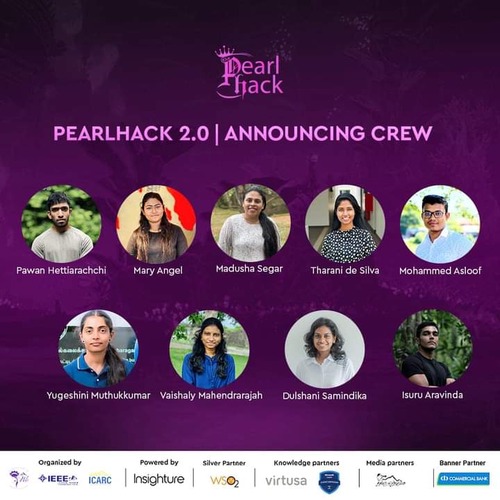 Pearl
hack
PEARLHACK 2.0 | ANNOUNCING CREW
Pawan Hettiarachchi
Mary Angel
Madusha Segar
Tharani de Silva
Mohammed Asloof
Yugeshini Muthukkumar
Vaishaly Mahendrarajah
Dulshani Samindika
Isuru Aravinda
Organized by
Powered by
Silver Partner
Knowledge partners
Media partners
Banner Partner
IEEE
ICARC
Insighture
WSO2
virtusa
COMMERCIAL BANK